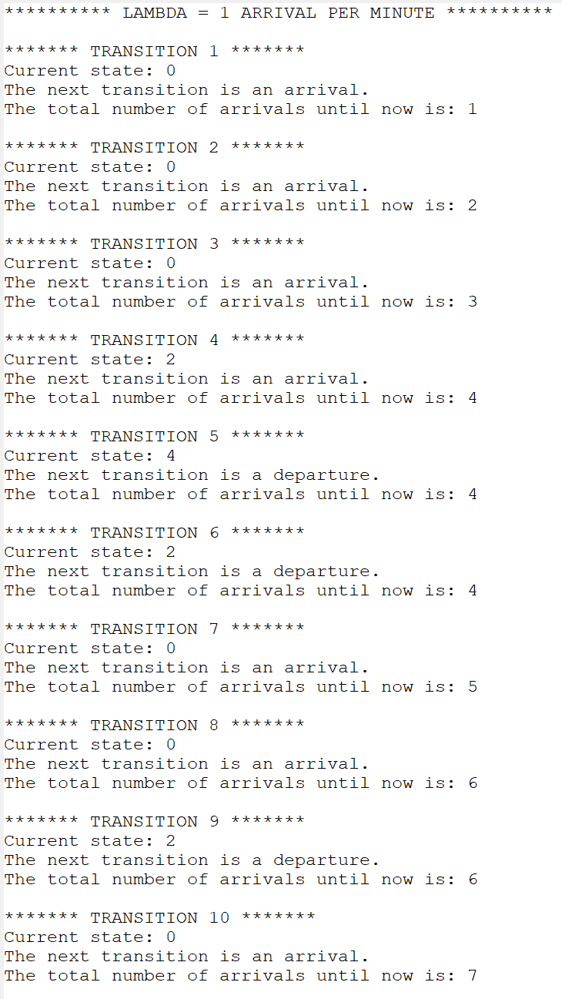 ********** LAMBDA = 1 ARRIVAL PER MINUTE **********
******* TRANSITION 1 *******
Current state: 0
The next transition is an arrival.
The total number of arrivals until now is: 1
******* TRANSITION 2 *******
Current state: 0
The next transition is an arrival.
The total number of arrivals until now is: 2
******* TRANSITION 3 *******
Current state: 0
The next transition is an arrival.
The total number of arrivals until now is: 3
******* TRANSITION 4 *******
Current state: 2
The next transition is an arrival.
The total number of arrivals until now is: 4
******* TRANSITION 5 *******
Current state: 4
The next transition is a departure.
The total number of arrivals until now is: 4
******* TRANSITION 6 *******
Current state: 2
The next transition is a departure.
The total number of arrivals until now is: 4
******* TRANSITION 7 *******
Current state: 0
The next transition is an arrival.
The total number of arrivals until now is: 5
******* TRANSITION 8 *******
Current state: 0
The next transition is an arrival.
The total number of arrivals until now is: 6
******* TRANSITION 9 *******
Current state: 2
The next transition is a departure.
The total number of arrivals until now is: 6
******* TRANSITION 10 *******
Current state: 0
The next transition is an arrival.
The total number of arrivals until now is: 7